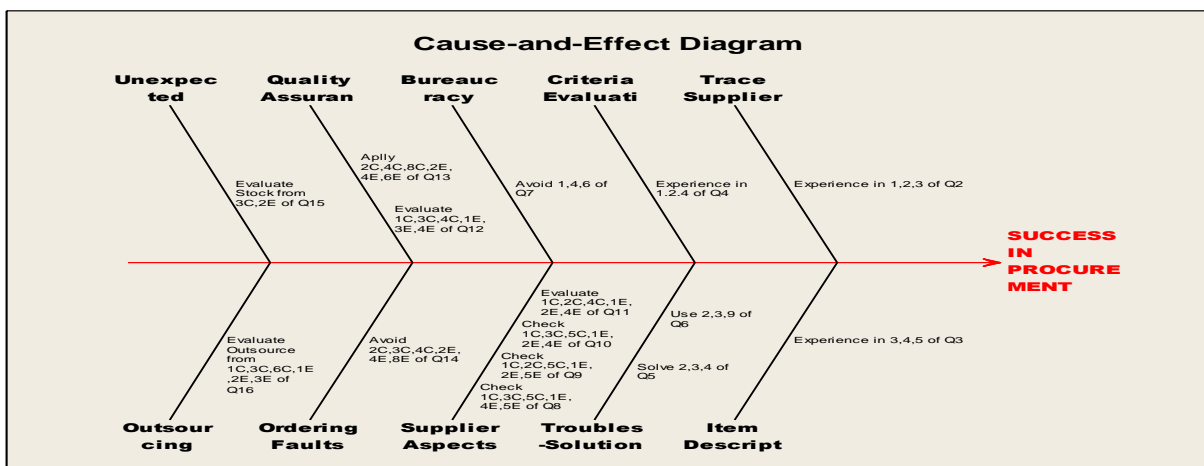 Cause-and-Effect Diagram
Unexpec
ted
Quality
Assuran
Bureauc
racy
Criteria
Evaluati
Trace
Supplier
Aplly
2C,4C,8C,2E,
4E,6E of Q13
Evaluate
Stock from
3C,2E of Q15
Avoid 1,4,6 of
Q7
Experience in
1.2.4 of Q4
Experience in 1,2,3 of Q2
Evaluate
1C,3C,4C,1E,
3E,4E of Q12
SUCCESS
IN
PROCURE
MENT
Evaluate
1C,2C,4C,1E,
2E,4E of Q11
Use 2,3,9 of
Q6
Check
1C,3C,5C,1E,
2E,4E of Q10
Evaluate
Outsource
from
1C,3C,6C,1E
,2E,3E of
Q16
Avoid
2C,3C,4C,2E,
4E,8E of Q14
Experience in 3,4,5 of Q3
Check
1C,2C,5C,1E,
2E,5E of Q9
Solve 2,3,4 of
Q5
Check
1C,3C,5C,1E,
4E,5E of Q8
Outsour
cing
Ordering
Faults
Supplier
Aspects
Troubles
-Solution
Item
Descript